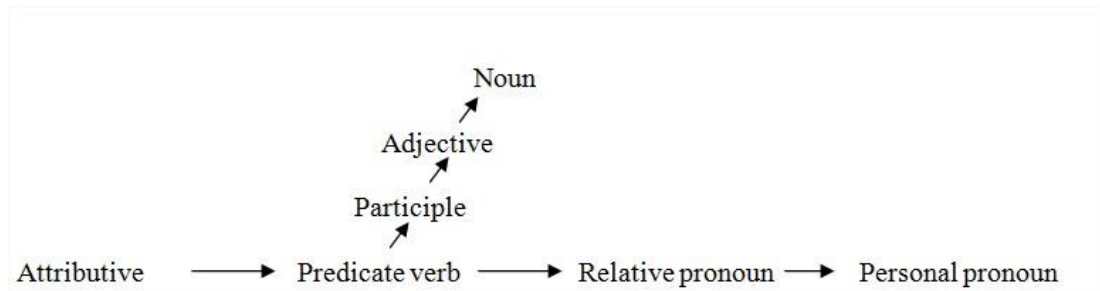 Noun
Adjective
Participle
Attributive Predicate verb Relative pronoun Personal pronoun